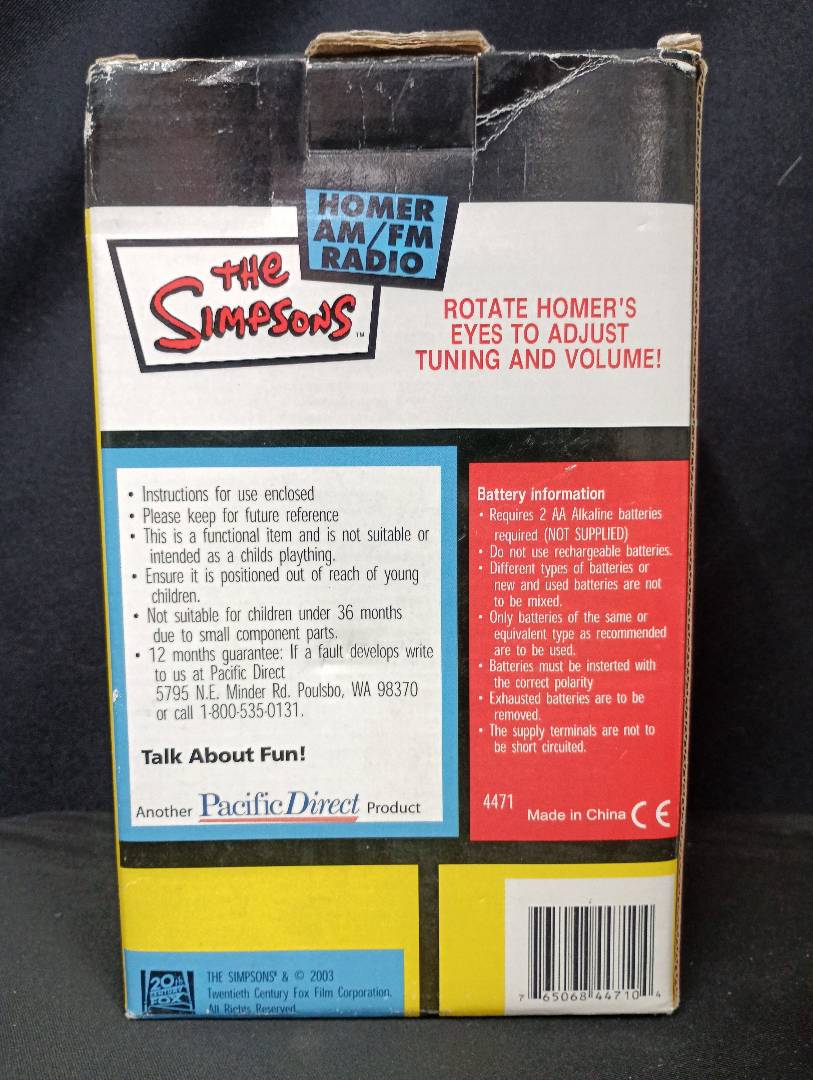 HOMER
AM/FM
RADIO
THE
SIMPSONS™
ROTATE HOMER'S
EYES TO ADJUST
TUNING AND VOLUME!
• Instructions for use enclosed
• Please keep for future reference
• This is a functional item and is not suitable or
intended as a childs plaything.
• Ensure it is positioned out of reach of young
children.
• Not suitable for children under 36 months
due to small component parts.
• 12 months guarantee: If a fault develops write
to us at Pacific Direct
5795 N.E. Minder Rd. Poulsbo, WA 98370
or call 1-800-535-0131.
Talk About Fun!
Another Pacific Direct Product
Battery information
• Requires 2 AA Alkaline batteries
required (NOT SUPPLIED)
• Do not use rechargeable batteries.
• Different types of batteries or
new and used batteries are not
to be mixed.
• Only batteries of the same or
equivalent type as recommended
are to be used.
• Batteries must be insterted with
the correct polarity
• Exhausted batteries are to be
removed.
• The supply terminals are not to
be short circuited.
4471
Made in China CE
20th
CENTURY
FOX
THE SIMPSONS™ & © 2003
Twentieth Century Fox Film Corporation.
All Rights Reserved.
7 65068 44710 4